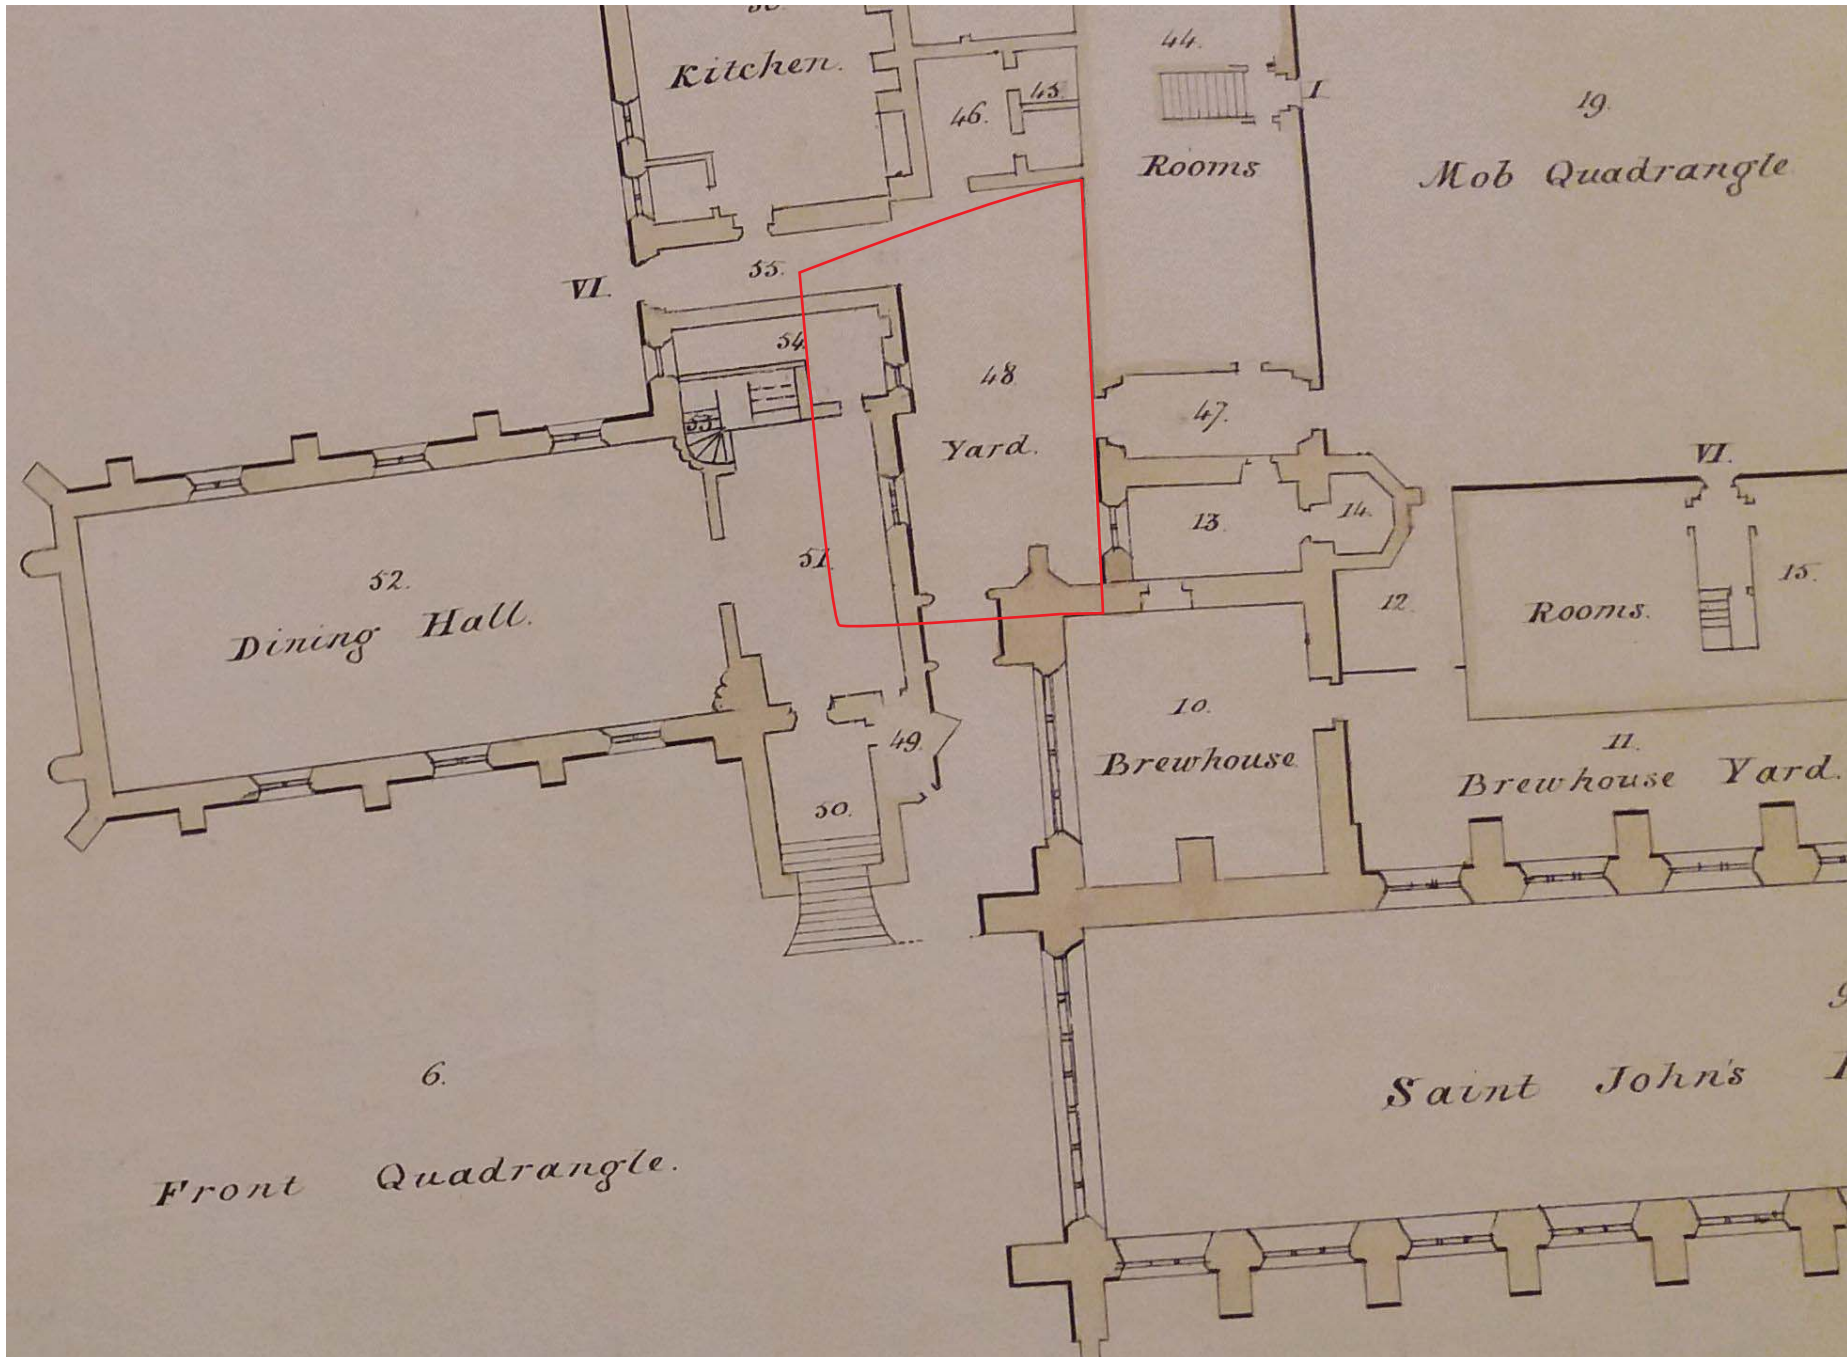 44.
Kitchen.
45.
I
46.
19.
Rooms
Mob Quadrangle
55.
VI.
54.
48
47.
Yard.
53
VI.
13.
14.
51.
52.
15.
12.
Dining Hall.
Rooms.
10.
49.
11.
Brewhouse
Brewhouse Yard.
50.
6.
Saint John's
Front Quadrangle.